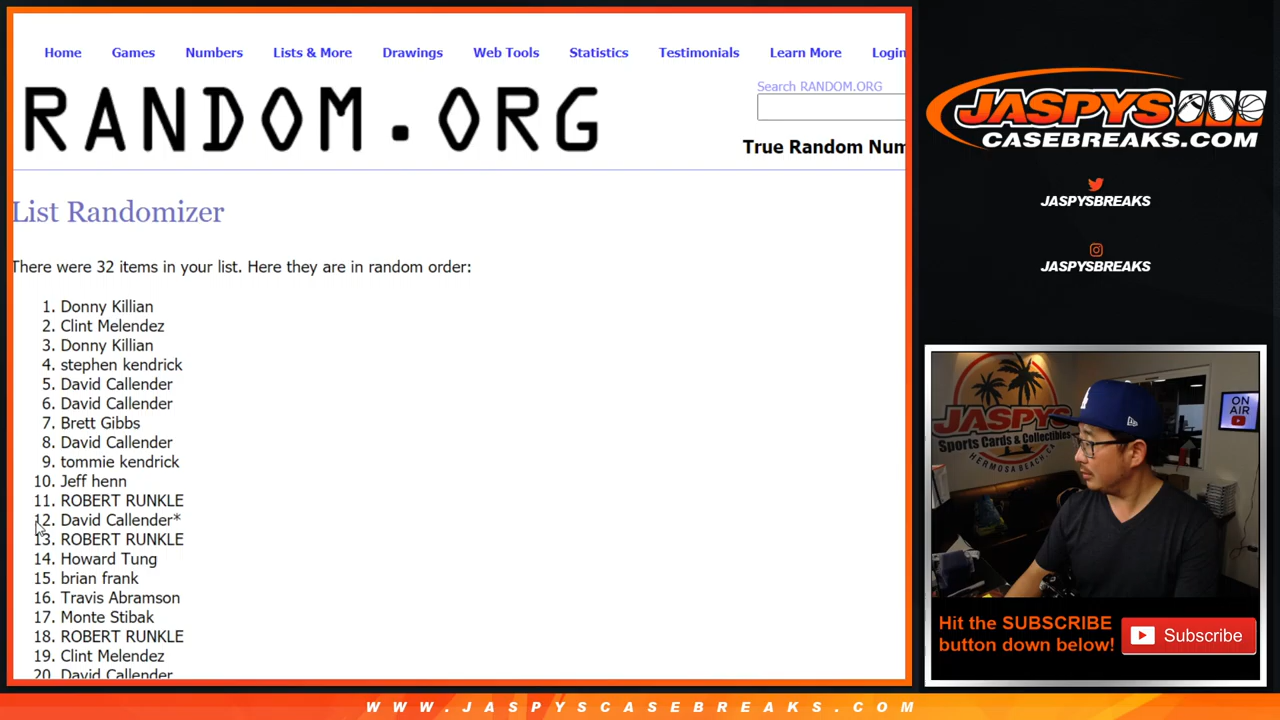 Home Games Numbers Lists & More Drawings Web Tools Statistics Testimonials Learn More Login
RANDOM.ORG
Search RANDOM.ORG
True Random Num
List Randomizer
There were 32 items in your list. Here they are in random order:
1. Donny Killian
2. Clint Melendez
3. Donny Killian
4. stephen kendrick
5. David Callender
6. David Callender
7. Brett Gibbs
8. David Callender
9. tommie kendrick
10. Jeff henn
11. ROBERT RUNKLE
12. David Callender*
13. ROBERT RUNKLE
14. Howard Tung
15. brian frank
16. Travis Abramson
17. Monte Stibak
18. ROBERT RUNKLE
19. Clint Melendez
20. David Callender
JASPYS
CASEBREAKS.COM
JASPYSBREAKS
JASPYSBREAKS
JASPYS
Sports Cards & Collectibles
HERMOSA BEACH, CA
ON
AIR
Hit the SUBSCRIBE
button down below!
Subscribe
WWW.JASPYSCASEBREAKS.COM